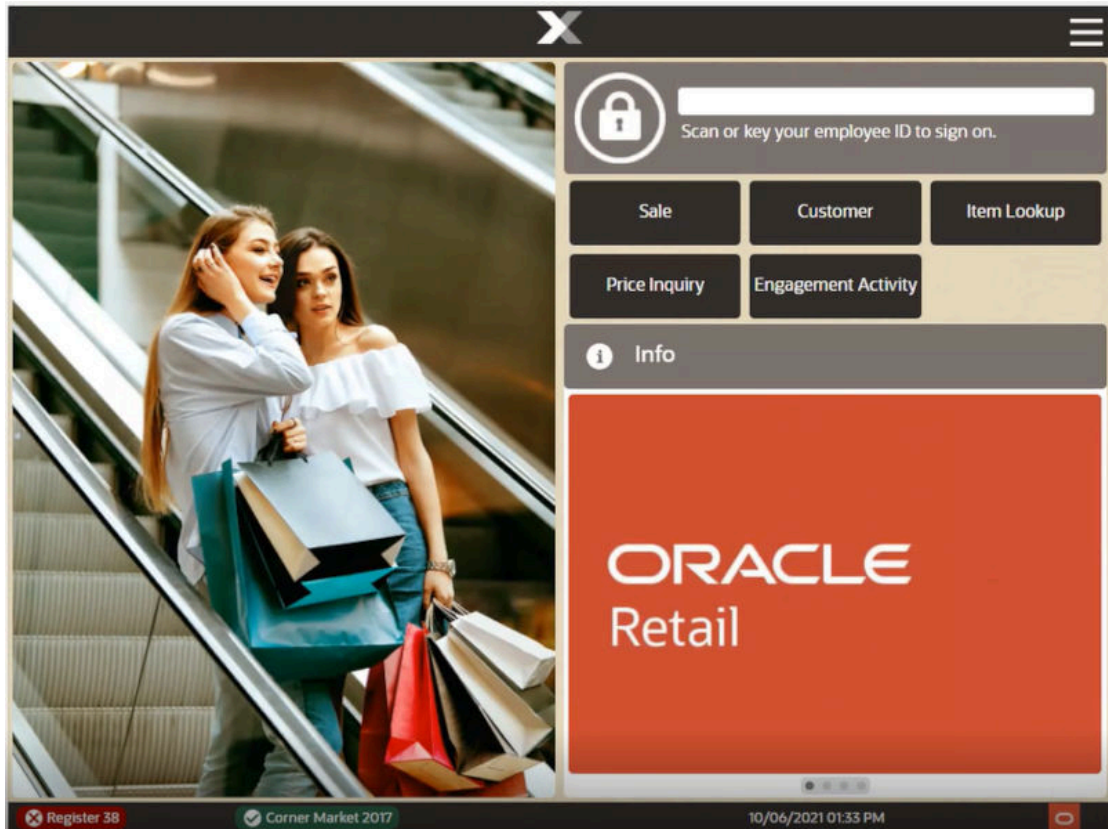 Scan or key your employee ID to sign on.
Sale
Customer
Item Lookup
Price Inquiry
Engagement Activity
Info
ORACLE
Retail
Register 38
Corner Market 2017
10/06/2021 01:33 PM